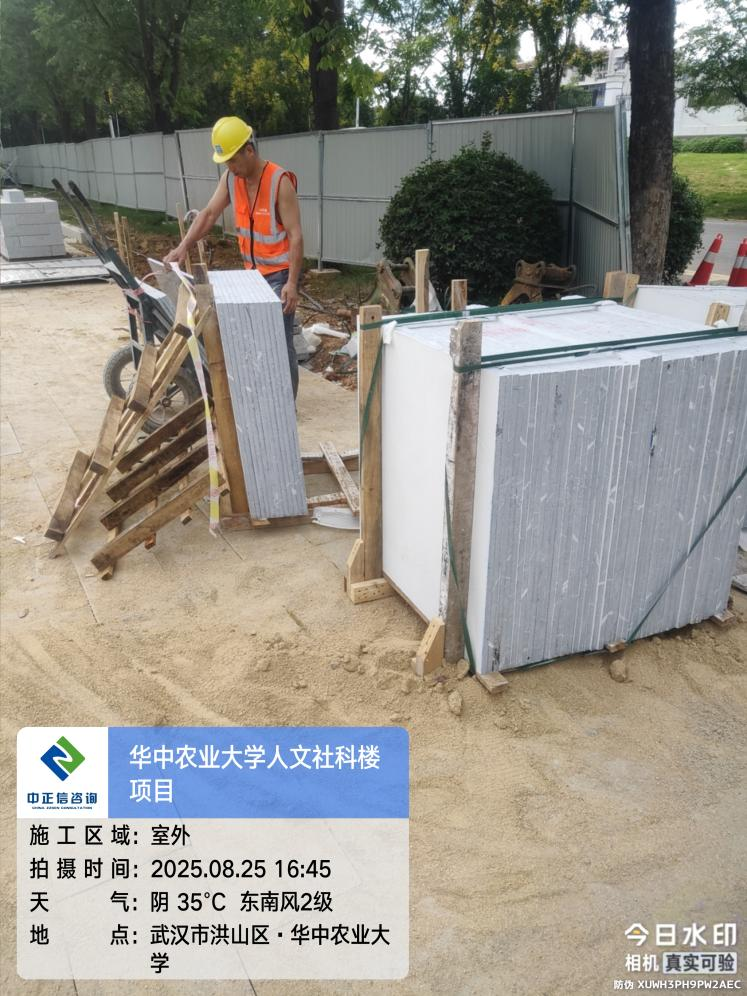 中正信咨询
CHINA ZZXIN CONSULTATION
华中农业大学人文社科楼
项目
施工区域：室外
拍摄时间：2025.08.25 16:45
天气：阴 35℃ 东南风2级
地点：武汉市洪山区·华中农业大
学
今日水印
相机 真实可验
防伪 XUWH3PH9PW2AEC